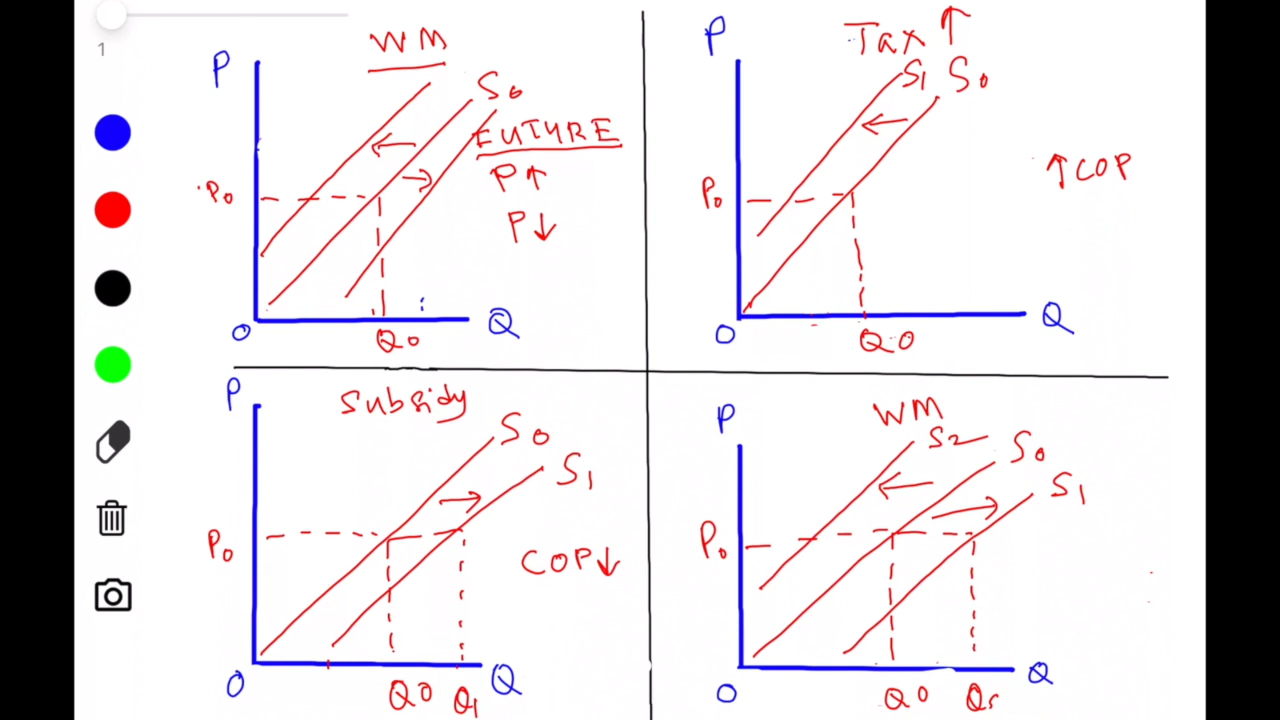 1
WM
P
S0
FUTURE
P↑
P↓
P0
O
Q0
Q
Tax ↑
P
S1 S0
P0
↑COP
O
Q0
Q
Subsidy
P
S0
S1
P0
COP↓
O
Q0
Q1
Q
WM
P
S2
S0
S1
P0
O
Q0
Q